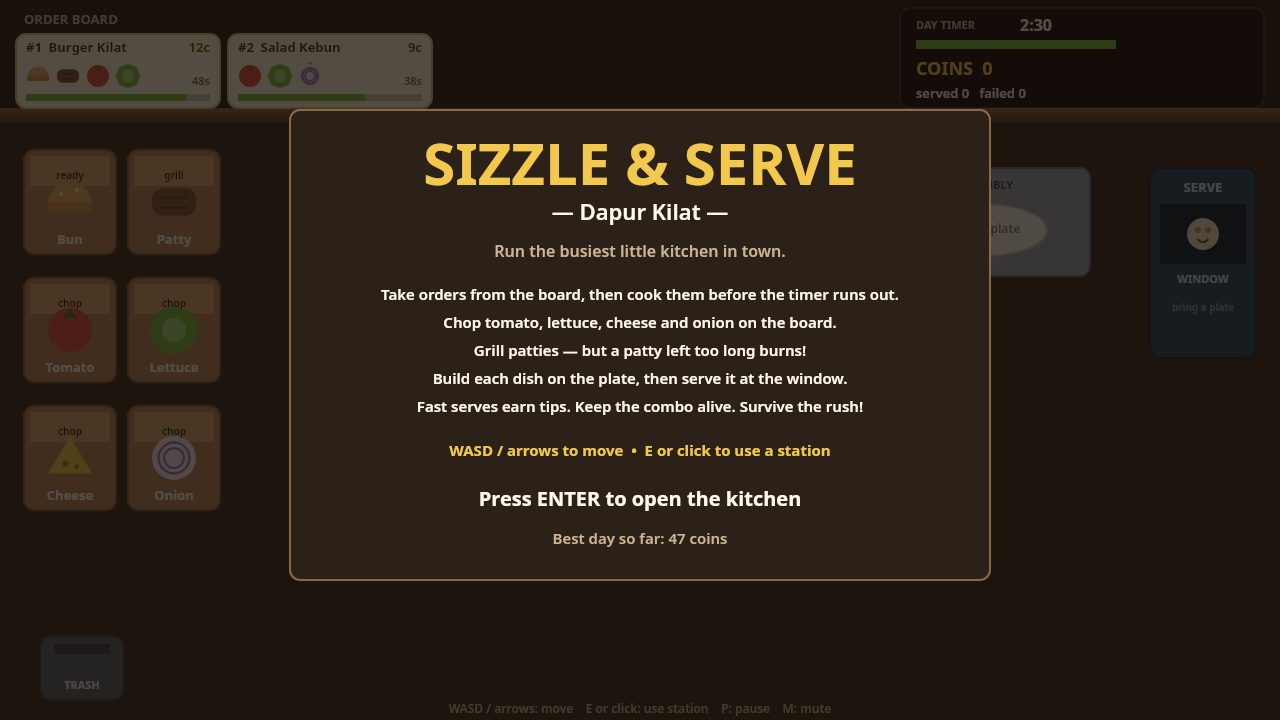 ORDER BOARD
#1 Burger Kilat 12c
48s
#2 Salad Kebun 9c
38s
DAY TIMER 2:30
COINS 0
served 0 failed 0
SIZZLE & SERVE
— Dapur Kilat —
Run the busiest little kitchen in town.
Take orders from the board, then cook them before the timer runs out.
Chop tomato, lettuce, cheese and onion on the board.
Grill patties — but a patty left too long burns!
Build each dish on the plate, then serve it at the window.
Fast serves earn tips. Keep the combo alive. Survive the rush!
WASD / arrows to move • E or click to use a station
Press ENTER to open the kitchen
Best day so far: 47 coins
ready
Bun
grill
Patty
chop
Tomato
chop
Lettuce
chop
Cheese
chop
Onion
plate
SERVE
WINDOW
bring a plate
TRASH
WASD / arrows: move E or click: use station P: pause M: mute